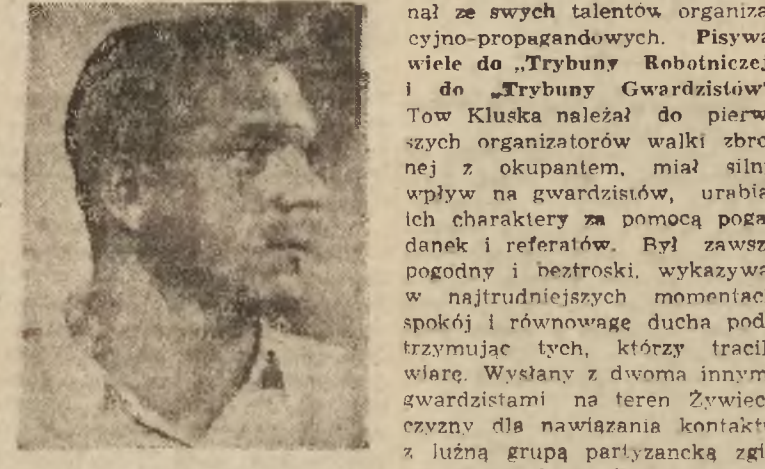 nął ze swych talentów organiza
cyjno-propagandowych. Pisywa
wiele do „Trybuny Robotniczej
i do „Trybuny Gwardzistów"
Tow Kluska należał do pierw
szych organizatorów walki zbro
nej z okupantem, miał siln
wpływ na gwardzistów, urabia
ich charaktery za pomocą poga
danek i referatów. Był zawsz
pogodny i beztroski, wykazywa
w najtrudniejszych momentac
spokój i równowagę ducha pod
trzymując tych, którzy tracil
wiarę. Wysłany z dwoma innym
gwardzistami na teren Żywiec
czyzny dla nawiązania kontakt
z luźną grupą partyzancką zgi